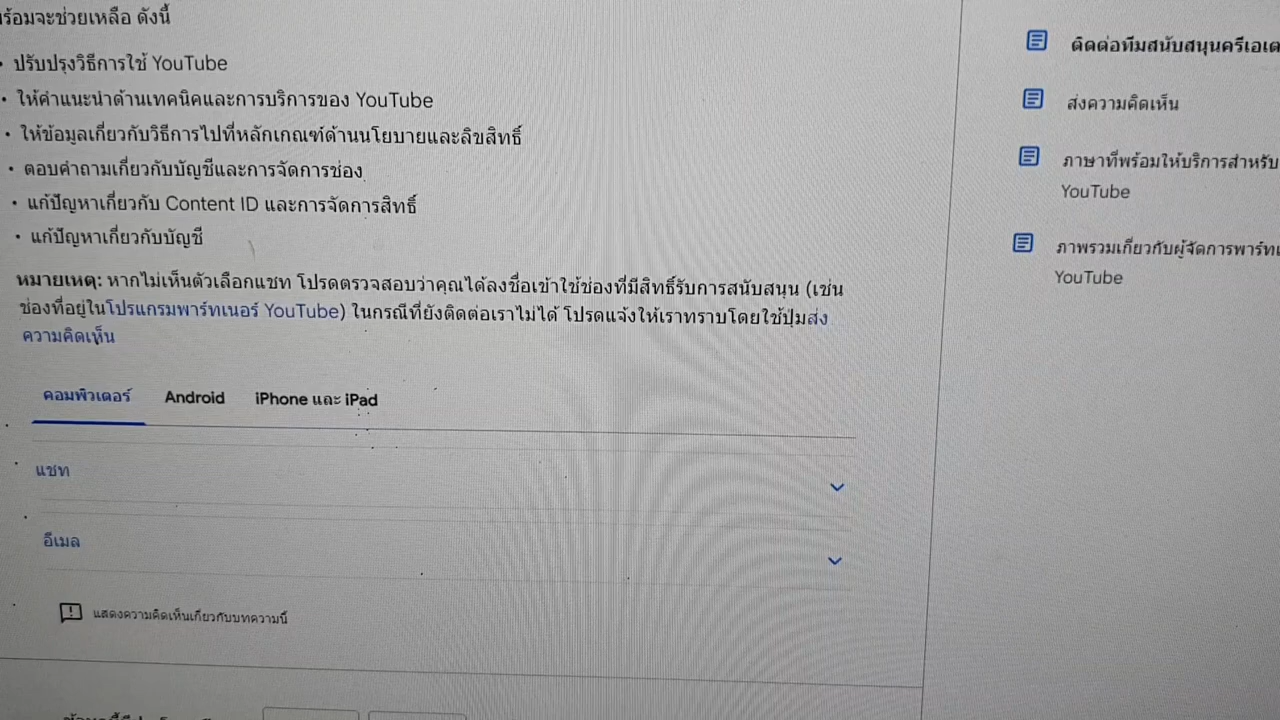 ร้อมจะช่วยเหลือ ดังนี้
• ปรับปรุงวิธีการใช้ YouTube
• ให้คำแนะนำด้านเทคนิคและการบริการของ YouTube
• ให้ข้อมูลเกี่ยวกับวิธีการไปที่หลักเกณฑ์ด้านนโยบายและลิขสิทธิ์
• ตอบคำถามเกี่ยวกับบัญชีและการจัดการช่อง
• แก้ปัญหาเกี่ยวกับ Content ID และการจัดการสิทธิ์
• แก้ปัญหาเกี่ยวกับบัญชี
หมายเหตุ: หากไม่เห็นตัวเลือกแชท โปรดตรวจสอบว่าคุณได้ลงชื่อเข้าใช้ช่องที่มีสิทธิ์รับการสนับสนุน (เช่น
ช่องที่อยู่ในโปรแกรมพาร์ทเนอร์ YouTube) ในกรณีที่ยังติดต่อเราไม่ได้ โปรดแจ้งให้เราทราบโดยใช้ปุ่มส่ง
ความคิดเห็น
คอมพิวเตอร์ Android iPhone และ iPad
แชท
อีเมล
แสดงความคิดเห็นเกี่ยวกับบทความนี้
ติดต่อทีมสนับสนุนครีเอเต
ส่งความคิดเห็น
ภาษาที่พร้อมให้บริการสำหรับ
YouTube
ภาพรวมเกี่ยวกับผู้จัดการพาร์ทเ
YouTube